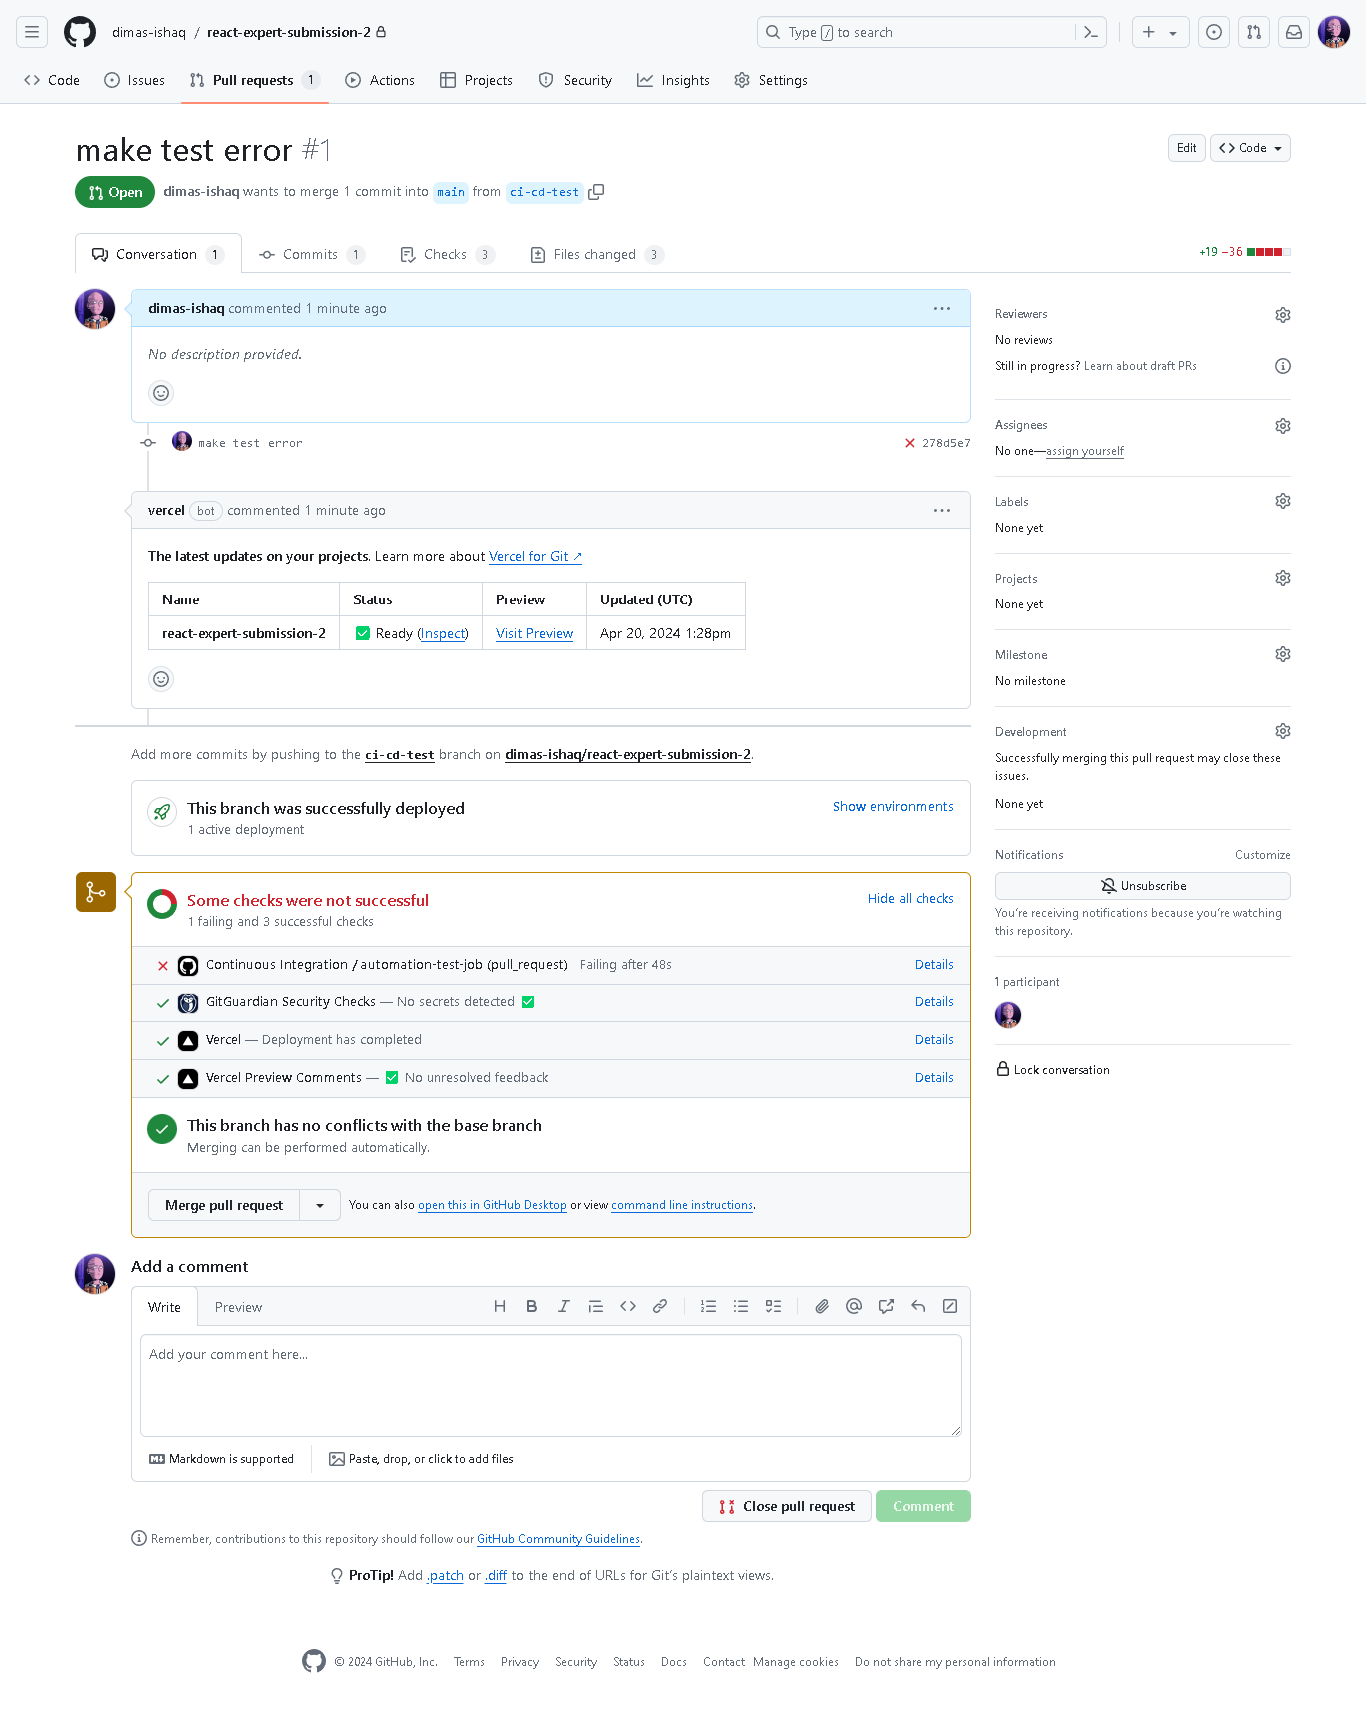 dimas-ishaq / react-expert-submission-2
Type / to search
Code Issues Pull requests 1 Actions Projects Security Insights Settings
make test error #1
Edit Code
Open dimas-ishaq wants to merge 1 commit into main from ci-cd-test
Conversation 1 Commits 1 Checks 3 Files changed 3
+19 −36
dimas-ishaq commented 1 minute ago
No description provided.
make test error 278d5e7
vercel bot commented 1 minute ago
The latest updates on your projects. Learn more about Vercel for Git ↗
Name Status Preview Updated (UTC)
react-expert-submission-2 ✅ Ready (Inspect) Visit Preview Apr 20, 2024 1:28pm
Add more commits by pushing to the ci-cd-test branch on dimas-ishaq/react-expert-submission-2.
This branch was successfully deployed
1 active deployment
Show environments
Some checks were not successful
1 failing and 3 successful checks
Hide all checks
Continuous Integration / automation-test-job (pull_request) Failing after 48s Details
GitGuardian Security Checks — No secrets detected ✅ Details
Vercel — Deployment has completed Details
Vercel Preview Comments — ✅ No unresolved feedback Details
This branch has no conflicts with the base branch
Merging can be performed automatically.
Merge pull request You can also open this in GitHub Desktop or view command line instructions.
Add a comment
Write Preview
Add your comment here...
Markdown is supported Paste, drop, or click to add files
Close pull request Comment
Remember, contributions to this repository should follow our GitHub Community Guidelines.
ProTip! Add .patch or .diff to the end of URLs for Git's plaintext views.
Reviewers
No reviews
Still in progress? Learn about draft PRs
Assignees
No one—assign yourself
Labels
None yet
Projects
None yet
Milestone
No milestone
Development
Successfully merging this pull request may close these
issues.
None yet
Notifications Customize
Unsubscribe
You're receiving notifications because you're watching
this repository.
1 participant
Lock conversation
© 2024 GitHub, Inc. Terms Privacy Security Status Docs Contact Manage cookies Do not share my personal information